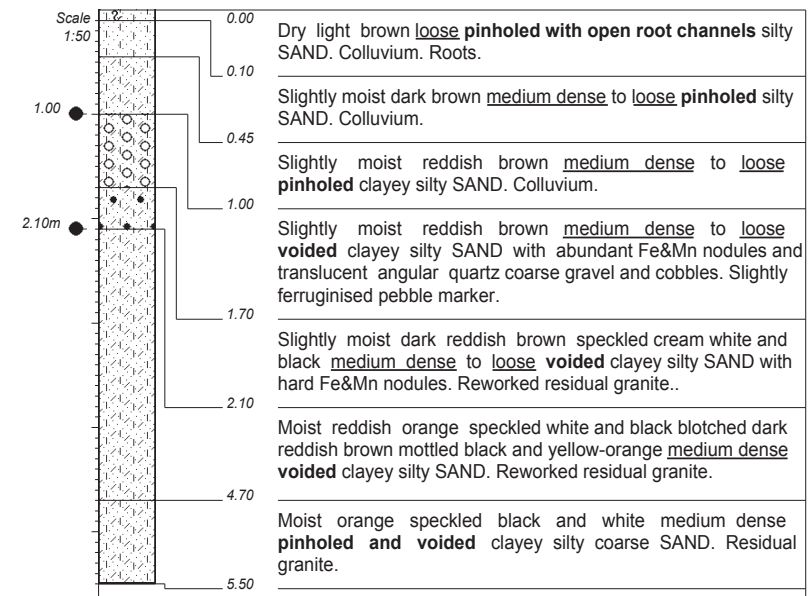 Scale
1:50
0.00
Dry light brown loose pinholed with open root channels silty
SAND. Colluvium. Roots.
0.10
Slightly moist dark brown medium dense to loose pinholed silty
SAND. Colluvium.
1.00
0.45
Slightly moist reddish brown medium dense to loose
pinholed clayey silty SAND. Colluvium.
1.00
2.10m
Slightly moist reddish brown medium dense to loose
voided clayey silty SAND with abundant Fe&Mn nodules and
translucent angular quartz coarse gravel and cobbles. Slightly
ferruginised pebble marker.
1.70
Slightly moist dark reddish brown speckled cream white and
black medium dense to loose voided clayey silty SAND with
hard Fe&Mn nodules. Reworked residual granite..
2.10
Moist reddish orange speckled white and black blotched dark
reddish brown mottled black and yellow-orange medium dense
voided clayey silty SAND. Reworked residual granite.
4.70
Moist orange speckled black and white medium dense
pinholed and voided clayey silty coarse SAND. Residual
granite.
5.50